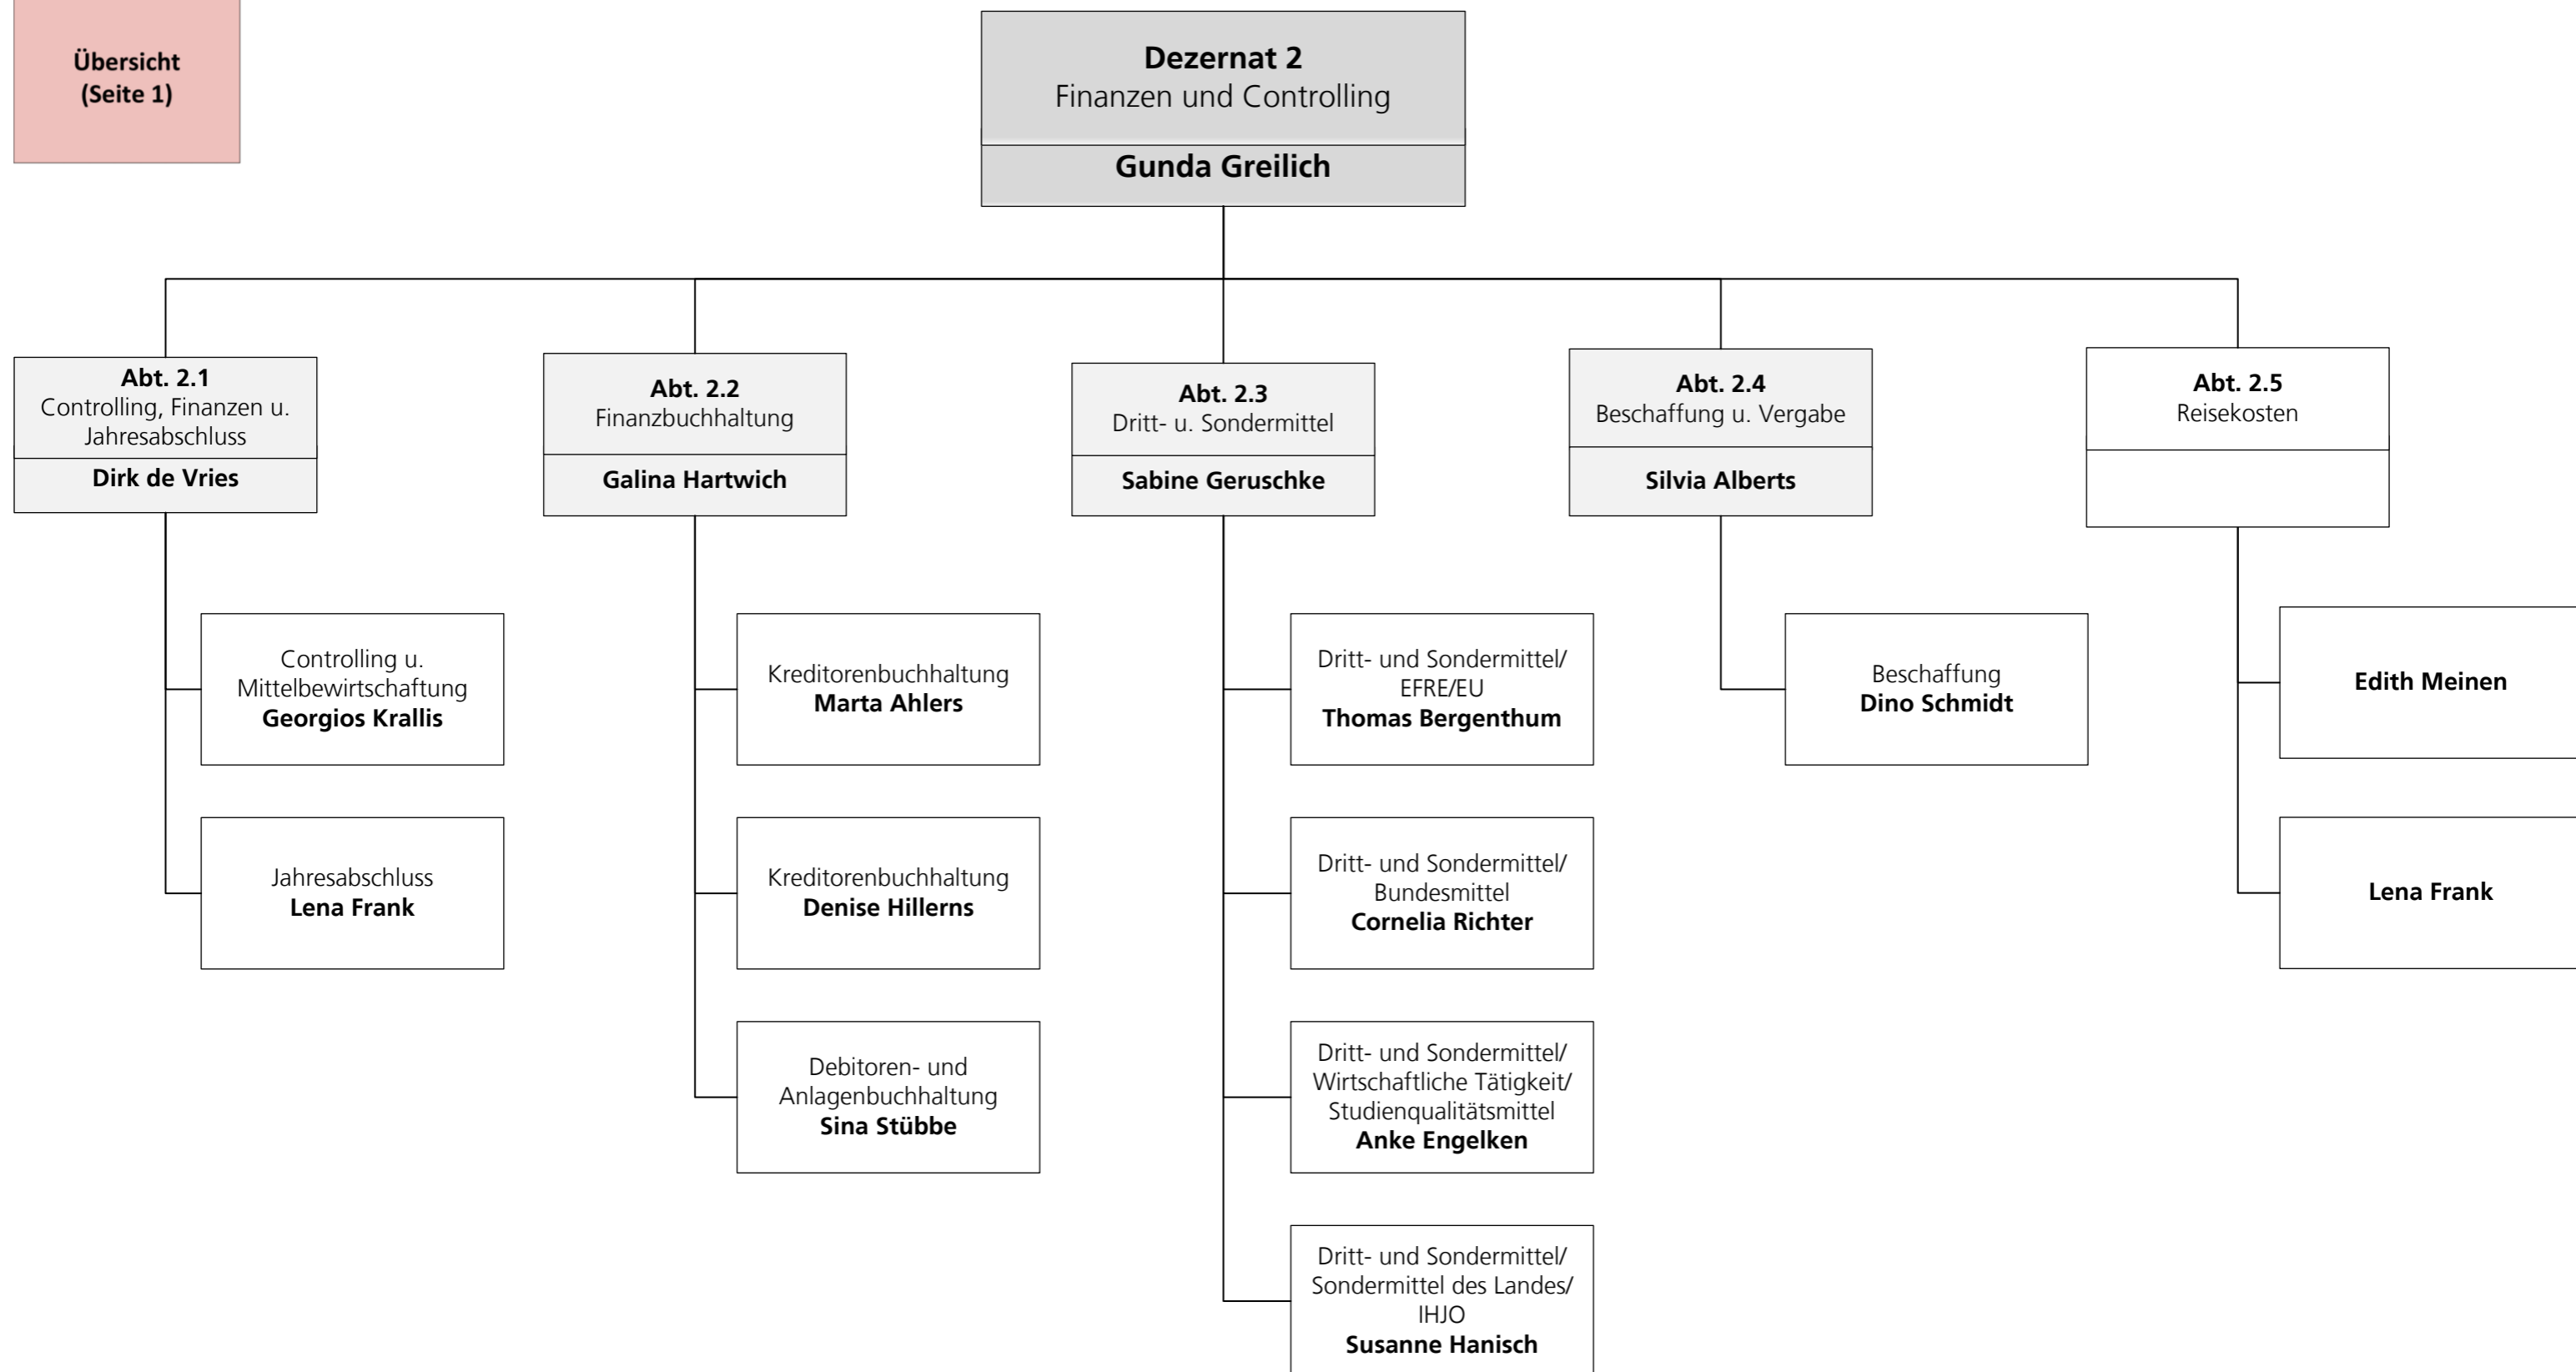 Übersicht
(Seite 1)
Dezernat 2
Finanzen und Controlling
Gunda Greilich
Abt. 2.1
Controlling, Finanzen u.
Jahresabschluss
Dirk de Vries
Controlling u.
Mittelbewirtschaftung
Georgios Krallis
Jahresabschluss
Lena Frank
Abt. 2.2
Finanzbuchhaltung
Galina Hartwich
Kreditorenbuchhaltung
Marta Ahlers
Kreditorenbuchhaltung
Denise Hillerns
Debitoren- und
Anlagenbuchhaltung
Sina Stübbe
Abt. 2.3
Dritt- u. Sondermittel
Sabine Geruschke
Dritt- und Sondermittel/
EFRE/EU
Thomas Bergenthum
Dritt- und Sondermittel/
Bundesmittel
Cornelia Richter
Dritt- und Sondermittel/
Wirtschaftliche Tätigkeit/
Studienqualitätsmittel
Anke Engelken
Dritt- und Sondermittel/
Sondermittel des Landes/
IHJO
Susanne Hanisch
Abt. 2.4
Beschaffung u. Vergabe
Silvia Alberts
Beschaffung
Dino Schmidt
Abt. 2.5
Reisekosten
Edith Meinen
Lena Frank